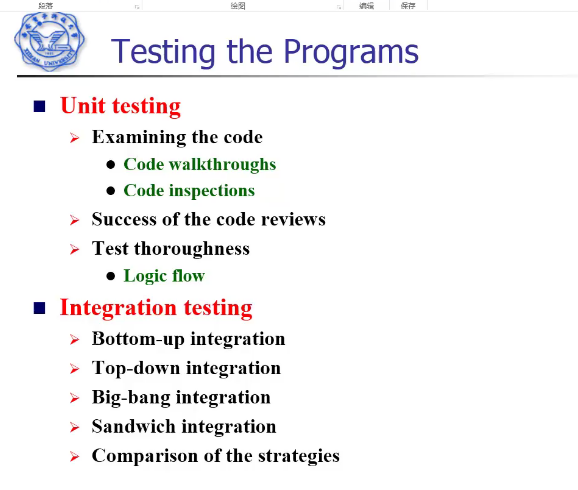 段落
绘图
编辑
保存
Testing the Programs
Unit testing
Examining the code
Code walkthroughs
Code inspections
Success of the code reviews
Test thoroughness
Logic flow
Integration testing
Bottom-up integration
Top-down integration
Big-bang integration
Sandwich integration
Comparison of the strategies